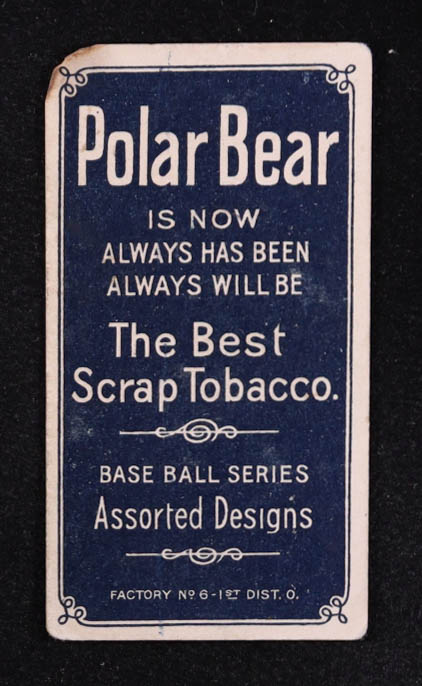 Polar Bear
IS NOW
ALWAYS HAS BEEN
ALWAYS WILL BE
The Best
Scrap Tobacco.
BASE BALL SERIES
Assorted Designs
FACTORY Nº 6-1ST DIST. O.